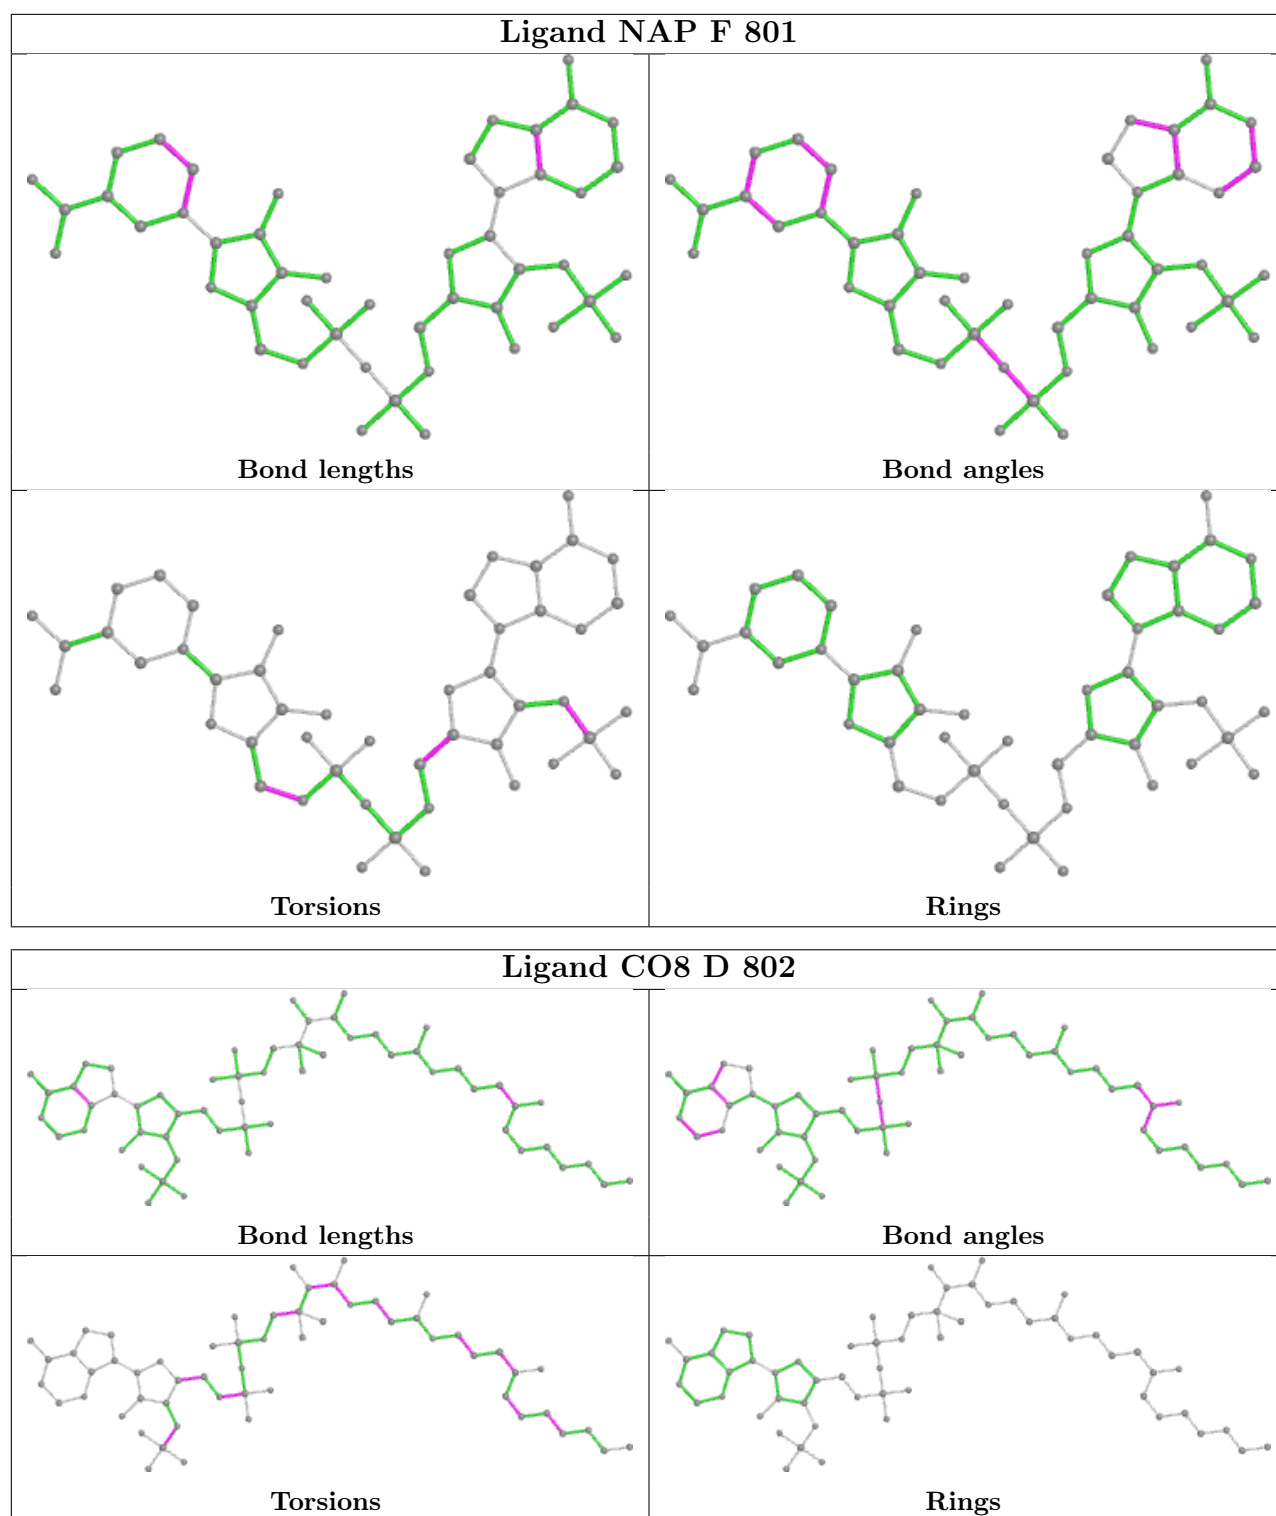 Ligand NAP F 801
Bond lengths
Bond angles
Torsions
Rings
Ligand CO8 D 802
Bond lengths
Bond angles
Torsions
Rings